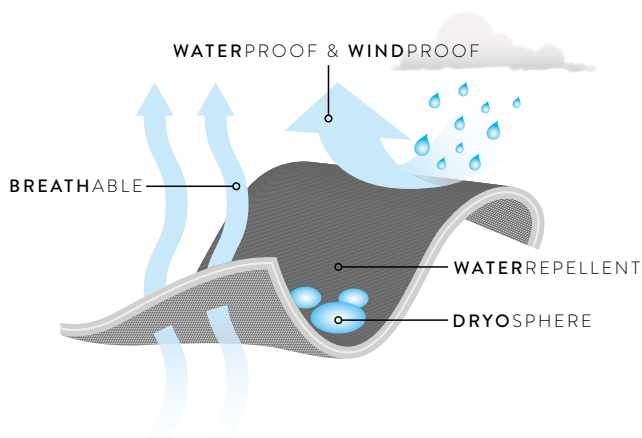 WATERPROOF & WINDPROOF
BREATHABLE
WATERREPELLENT
DRYOSPHERE